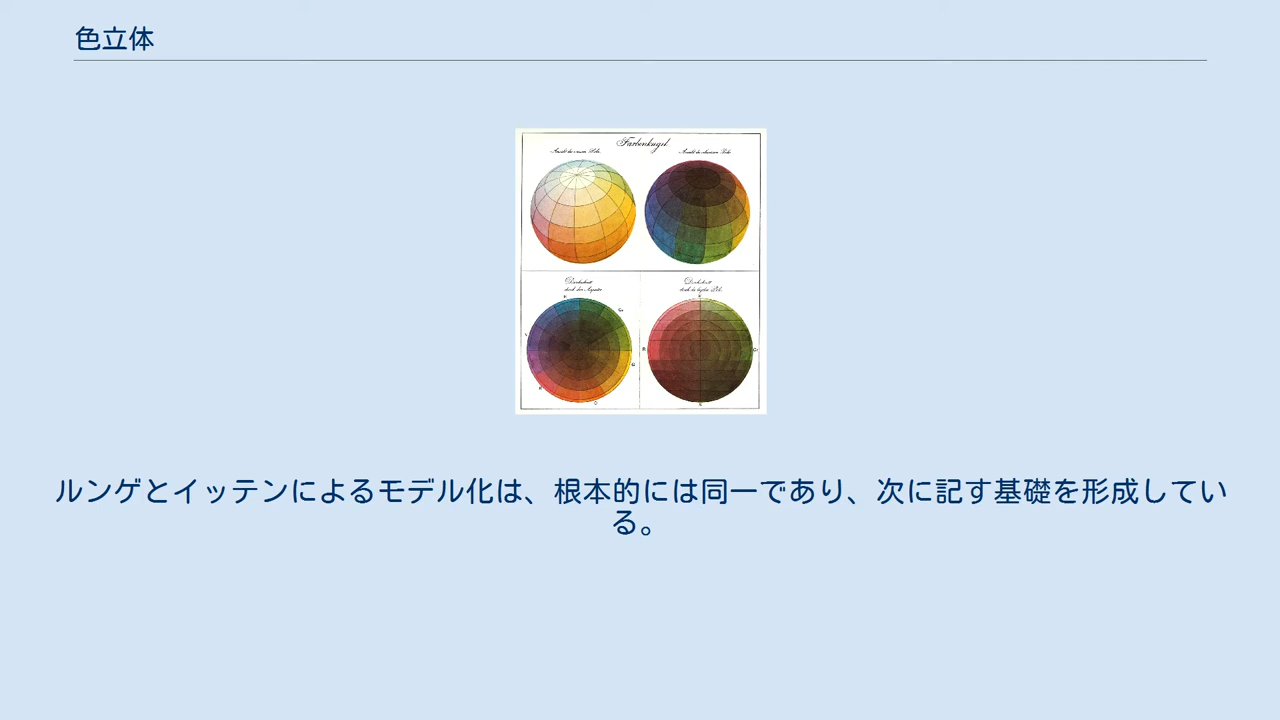 色立体
Farbenkugel
ルンゲとイッテンによるモデル化は、根本的には同一であり、次に記す基礎を形成してい
る。